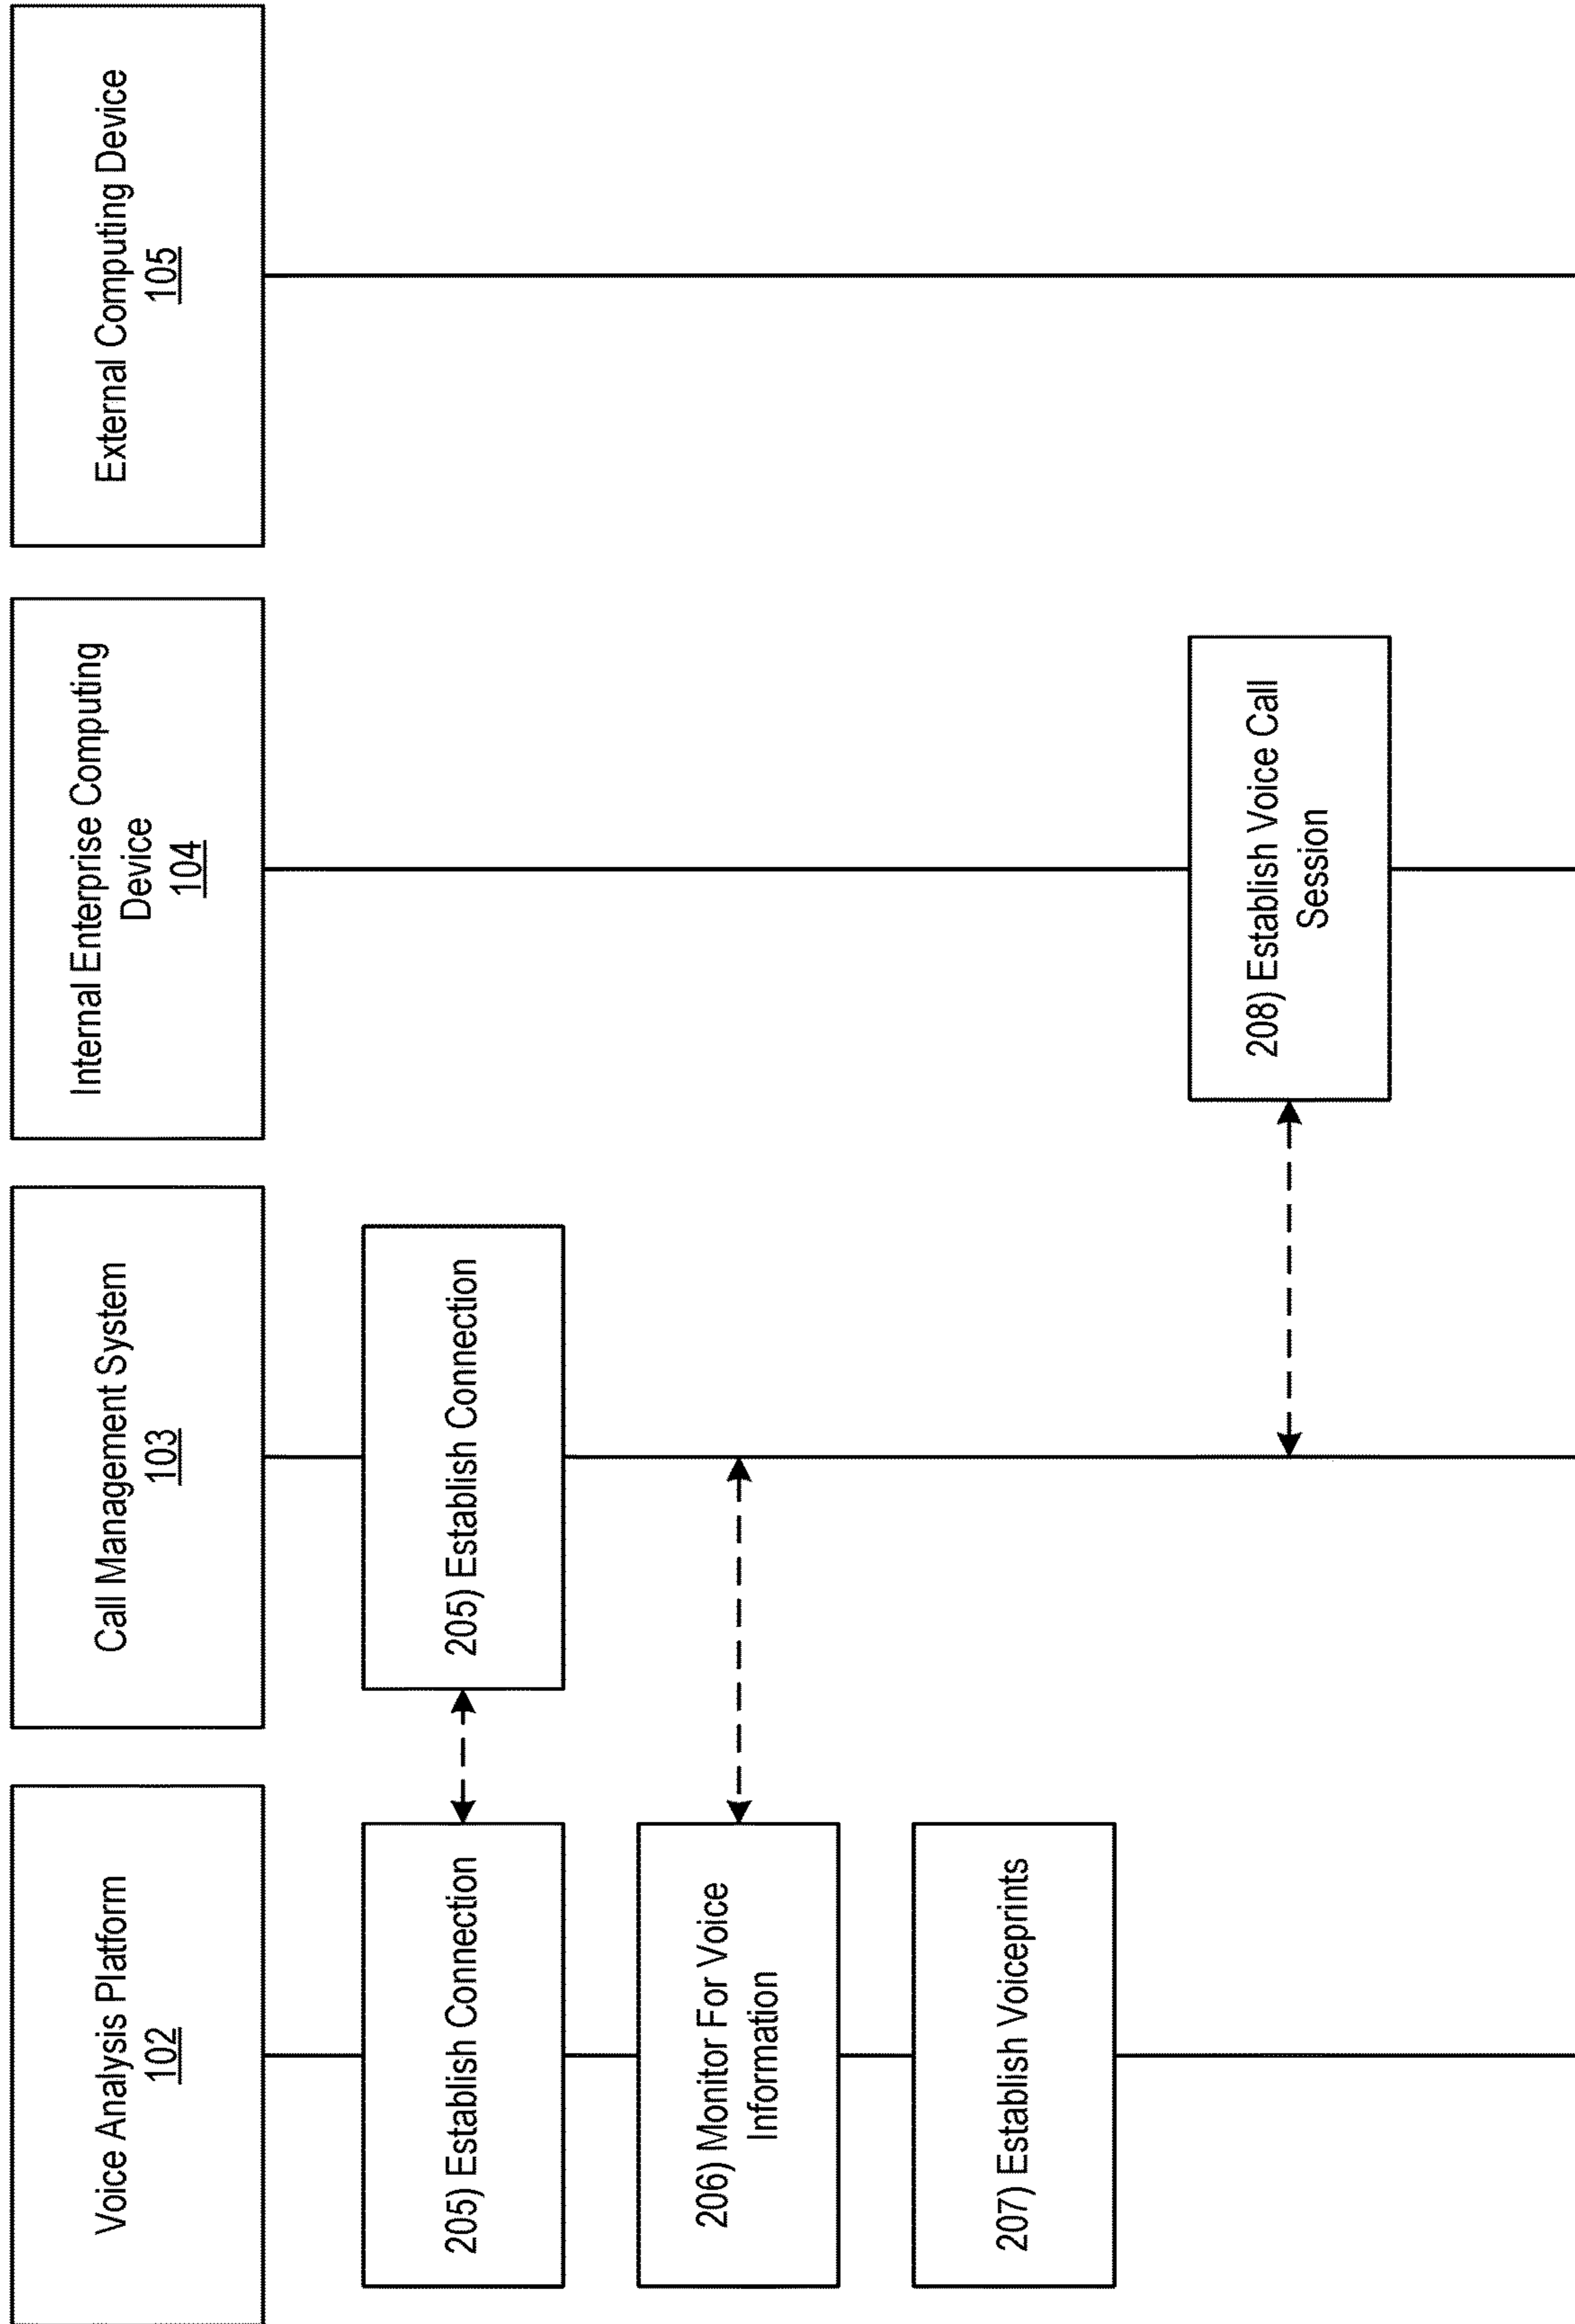 Voice Analysis Platform
102
Call Management System
103
Internal Enterprise Computing
Device
104
External Computing Device
105
205) Establish Connection
205) Establish Connection
206) Monitor For Voice
Information
207) Establish Voiceprints
208) Establish Voice Call
Session